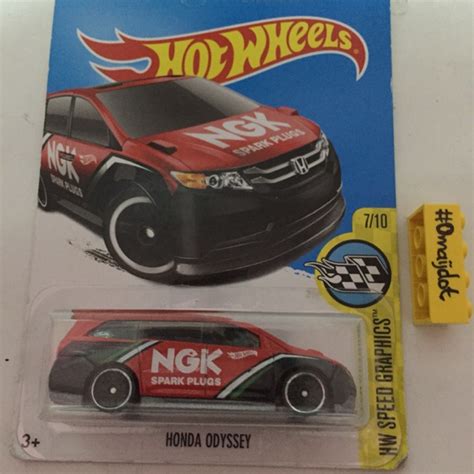 HOT WHEELS
NGK
SPARK PLUGS
NGK
SPARK PLUGS
7/10
#Omaijdot
HW SPEED GRAPHICS™
NGK
SPARK PLUGS
3+
HONDA ODYSSEY